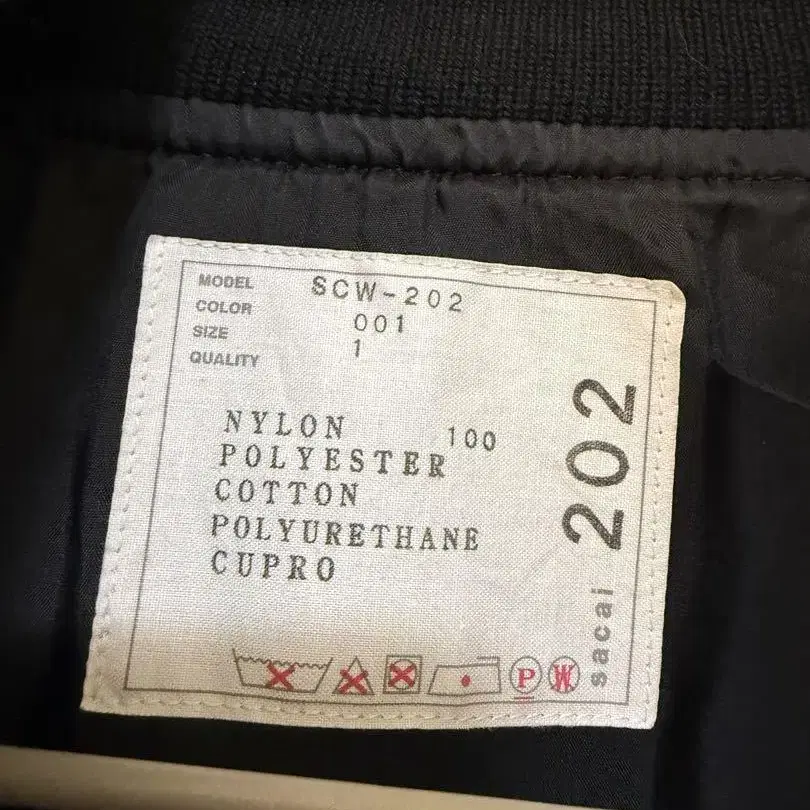 MODEL SCW-202
COLOR 001
SIZE 1
QUALITY
NYLON 100
POLYESTER
COTTON
POLYURETHANE
CUPRO
sacai 202
P W